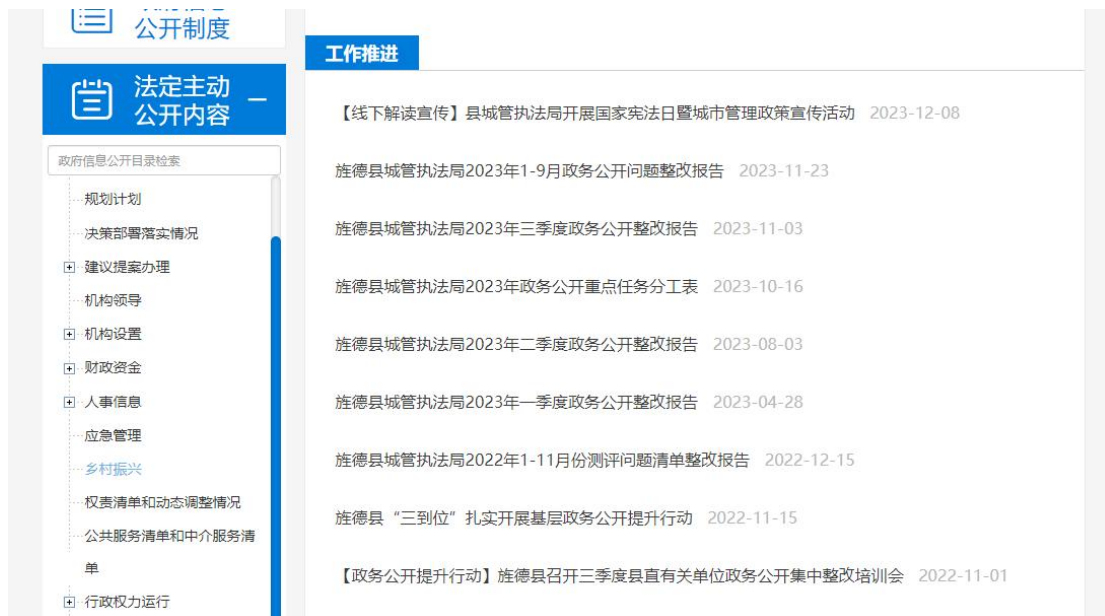 公开制度
法定主动
公开内容
政府信息公开目录检索
规划计划
决策部署落实情况
建议提案办理
机构领导
机构设置
财政资金
人事信息
应急管理
乡村振兴
权责清单和动态调整情况
公共服务清单和中介服务清
单
行政权力运行
工作推进
【线下解读宣传】县城管执法局开展国家宪法日暨城市管理政策宣传活动 2023-12-08
旌德县城管执法局2023年1-9月政务公开问题整改报告 2023-11-23
旌德县城管执法局2023年三季度政务公开整改报告 2023-11-03
旌德县城管执法局2023年政务公开重点任务分工表 2023-10-16
旌德县城管执法局2023年二季度政务公开整改报告 2023-08-03
旌德县城管执法局2023年一季度政务公开整改报告 2023-04-28
旌德县城管执法局2022年1-11月份测评问题清单整改报告 2022-12-15
旌德县“三到位”扎实开展基层政务公开提升行动 2022-11-15
【政务公开提升行动】旌德县召开三季度县直有关单位政务公开集中整改培训会 2022-11-01